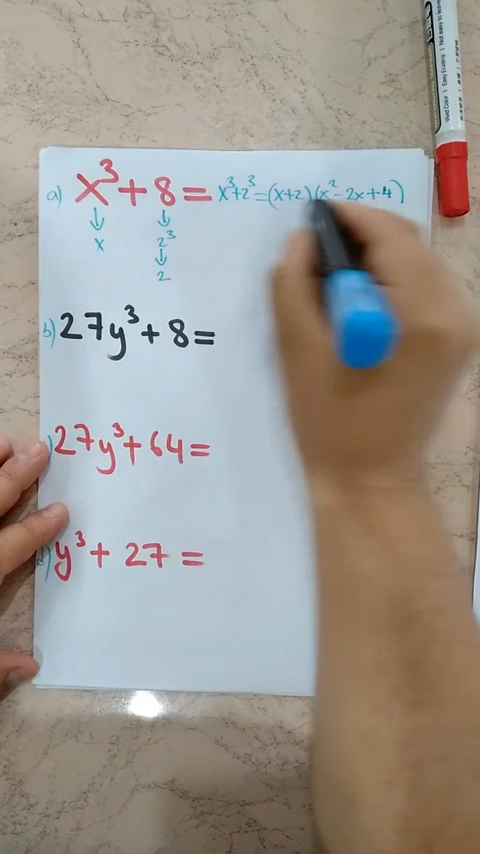 a) x³+8= x³+2³=(x+2)(x²-2x+4)
x 2³
2
b) 27y³+8=
) 27y³+64=
d) y³+27=